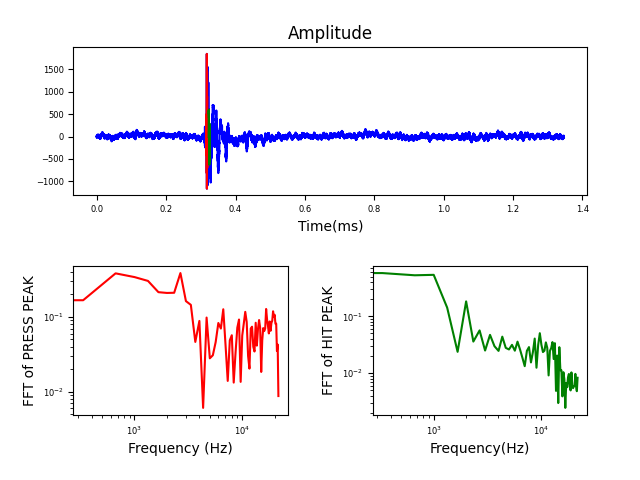 Amplitude
1500
1000
500
0
−500
−1000
0.0 0.2 0.4 0.6 0.8 1.0 1.2 1.4
Time(ms)
FFT of PRESS PEAK
10⁻¹
10⁻²
10³ 10⁴
Frequency (Hz)
FFT of HIT PEAK
10⁻¹
10⁻²
10³ 10⁴
Frequency(Hz)